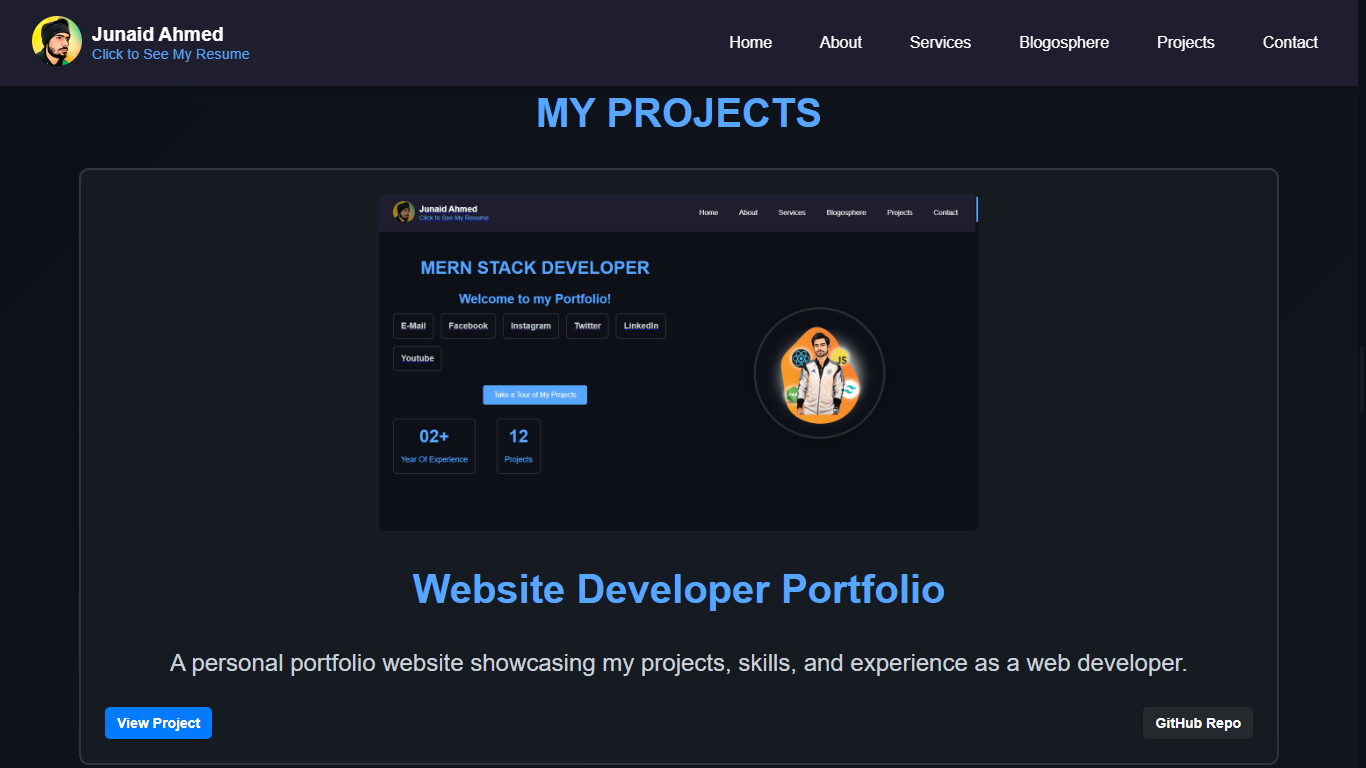 Junaid Ahmed
Click to See My Resume
Home About Services Blogosphere Projects Contact
MY PROJECTS
Junaid Ahmed
Click to See My Resume
Home About Services Blogosphere Projects Contact
MERN STACK DEVELOPER
Welcome to my Portfolio!
E-Mail Facebook Instagram Twitter LinkedIn
Youtube
JS
Take a Tour of My Projects
02+ 12
Year Of Experience Projects
Website Developer Portfolio
A personal portfolio website showcasing my projects, skills, and experience as a web developer.
View Project GitHub Repo